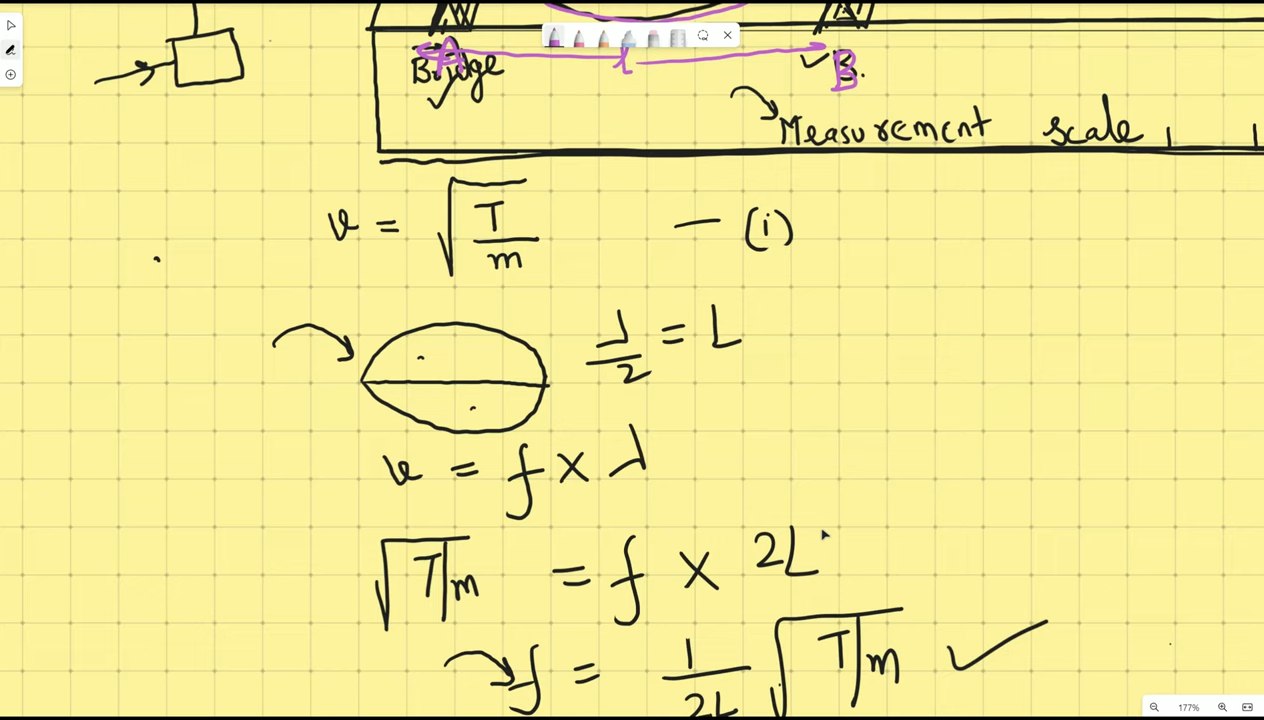 A l B
Bridge ✓ ✓ B.
Measurement scale
v = √(T/m) — (i)
λ/2 = L
v = f × λ
√(T/m) = f × 2L
f = 1/2L √(T/m) ✓
177%